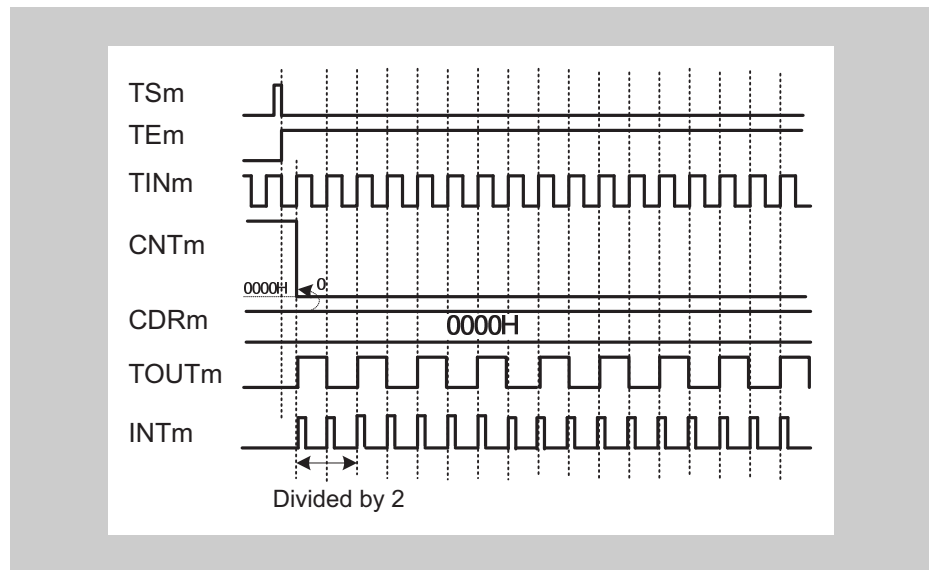 TSm
TEm
TINm
CNTm
0000H 0
CDRm 0000H
TOUTm
INTm
Divided by 2